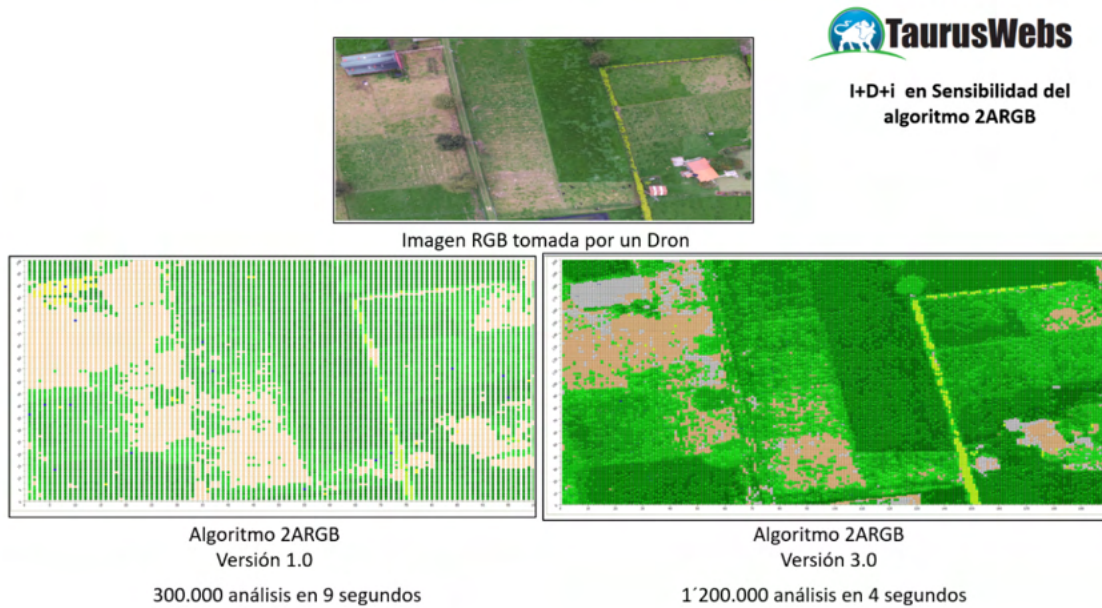 TaurusWebs
I+D+i en Sensibilidad del
algoritmo 2ARGB
Imagen RGB tomada por un Dron
Algoritmo 2ARGB
Versión 1.0
300.000 análisis en 9 segundos
Algoritmo 2ARGB
Versión 3.0
1´200.000 análisis en 4 segundos